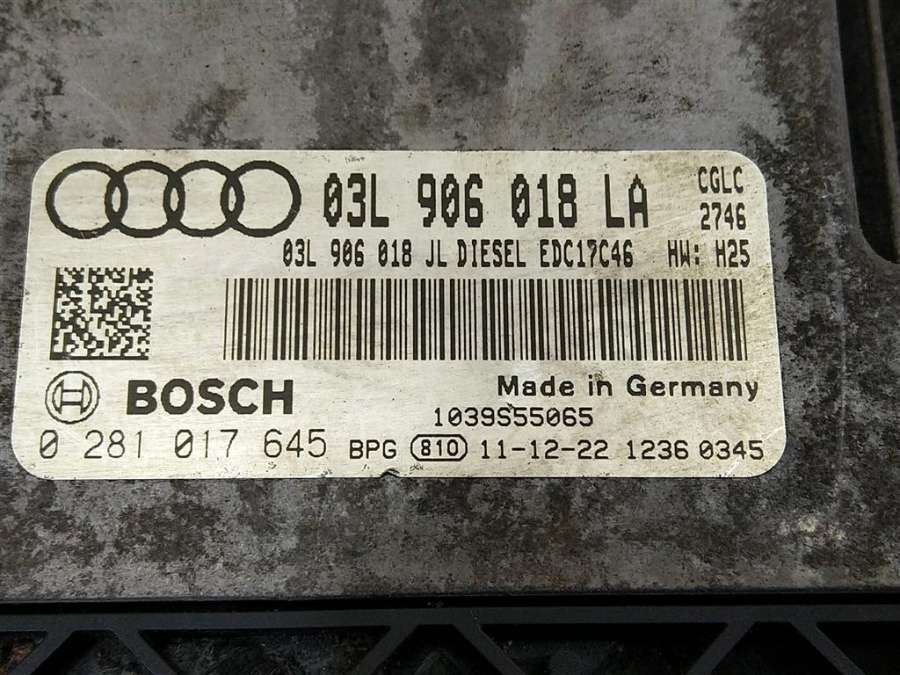 03L 906 018 LA CGLC
2746
03L 906 018 JL DIESEL EDC17C46 HW: H25
BOSCH Made in Germany
1039S55065
0 281 017 645 BPG 810 11-12-22 1236 0345